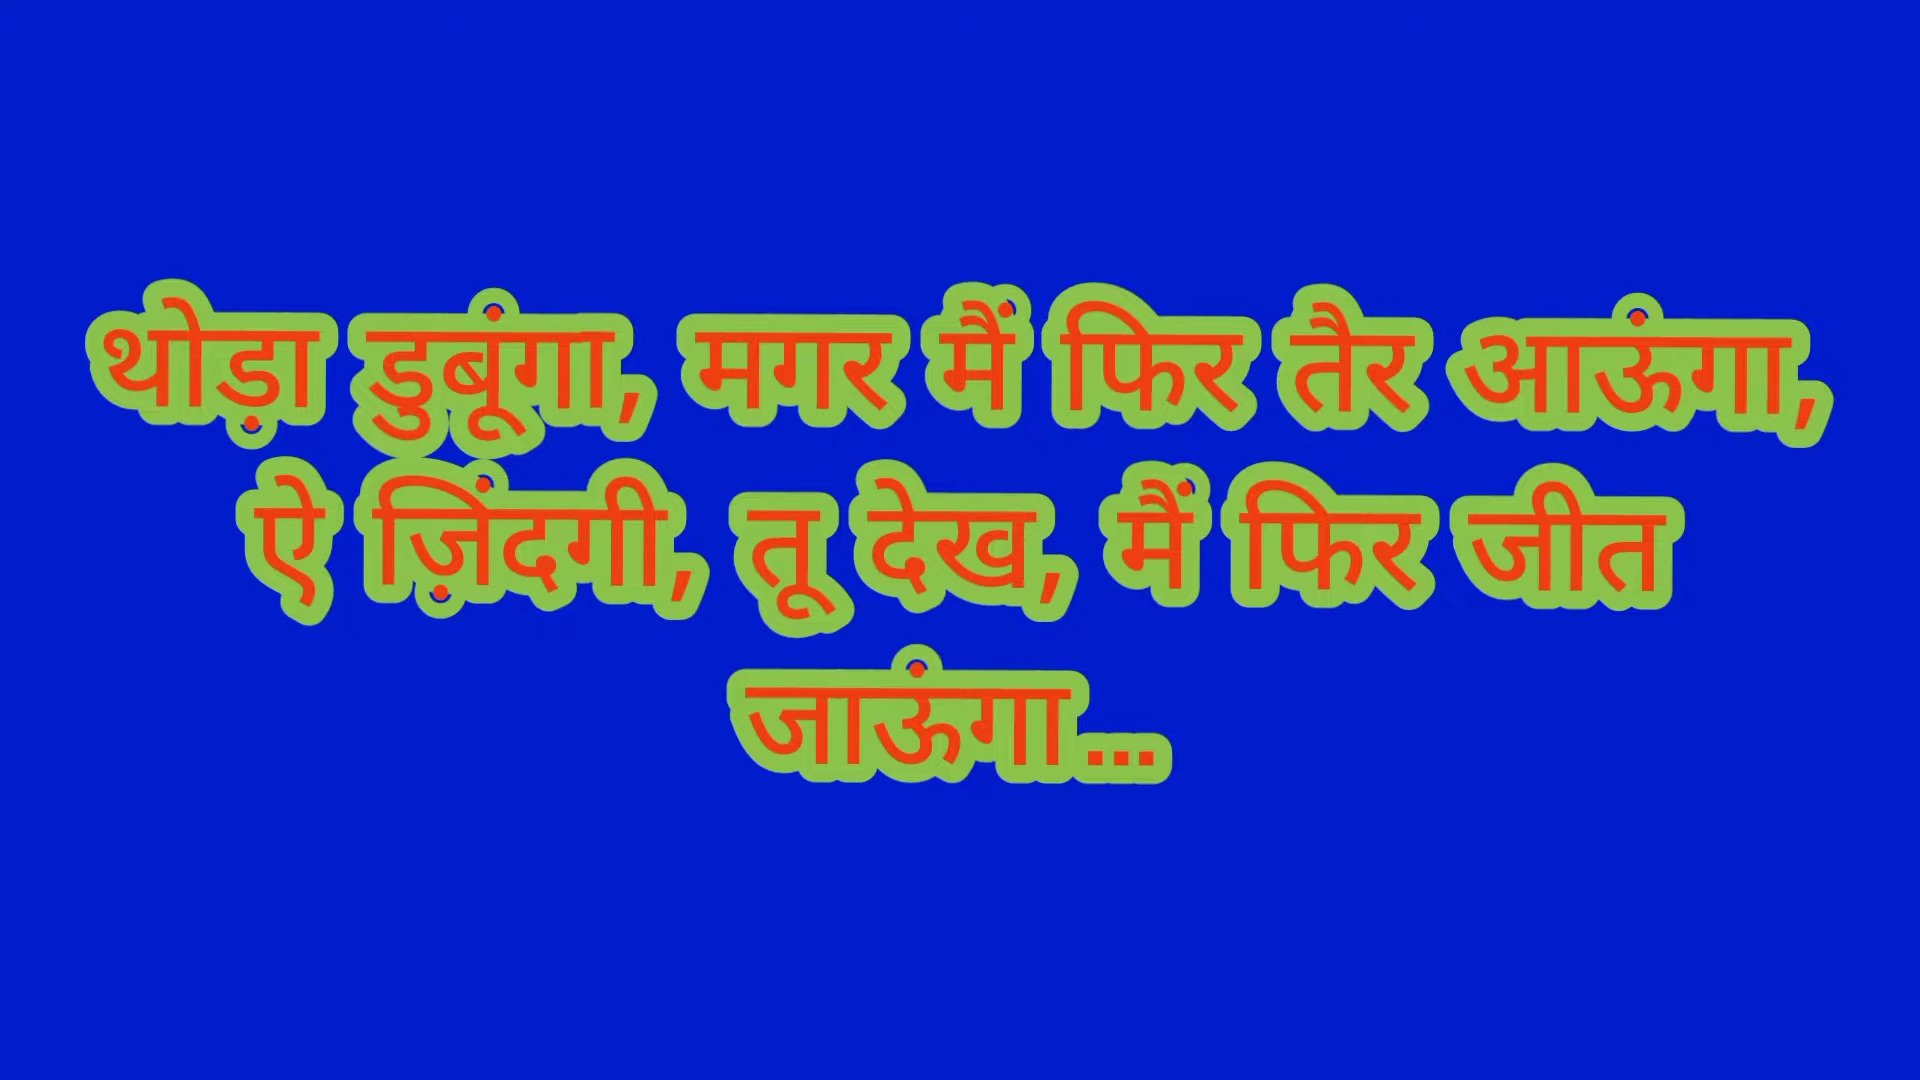 थोड़ा डुबूंगा, मगर मैं फिर तैर आऊंगा,
ऐ ज़िंदगी, तू देख, मैं फिर जीत
जाऊंगा...